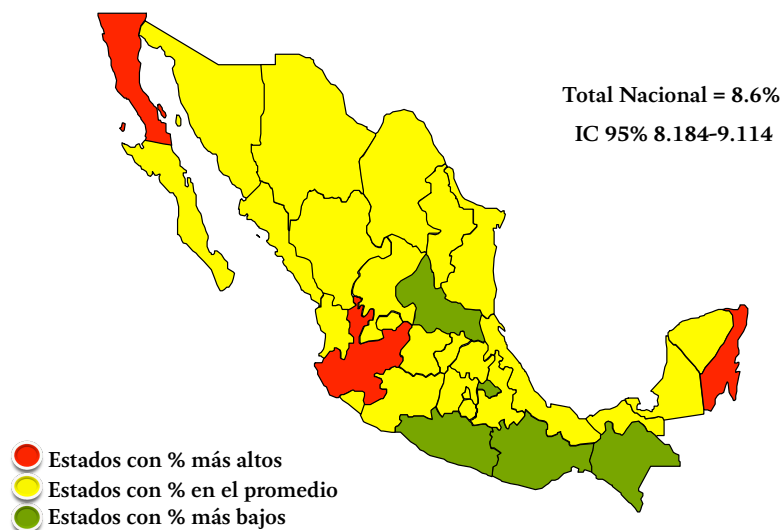 Total Nacional = 8.6%
IC 95% 8.184-9.114
Estados con % más altos
Estados con % en el promedio
Estados con % más bajos